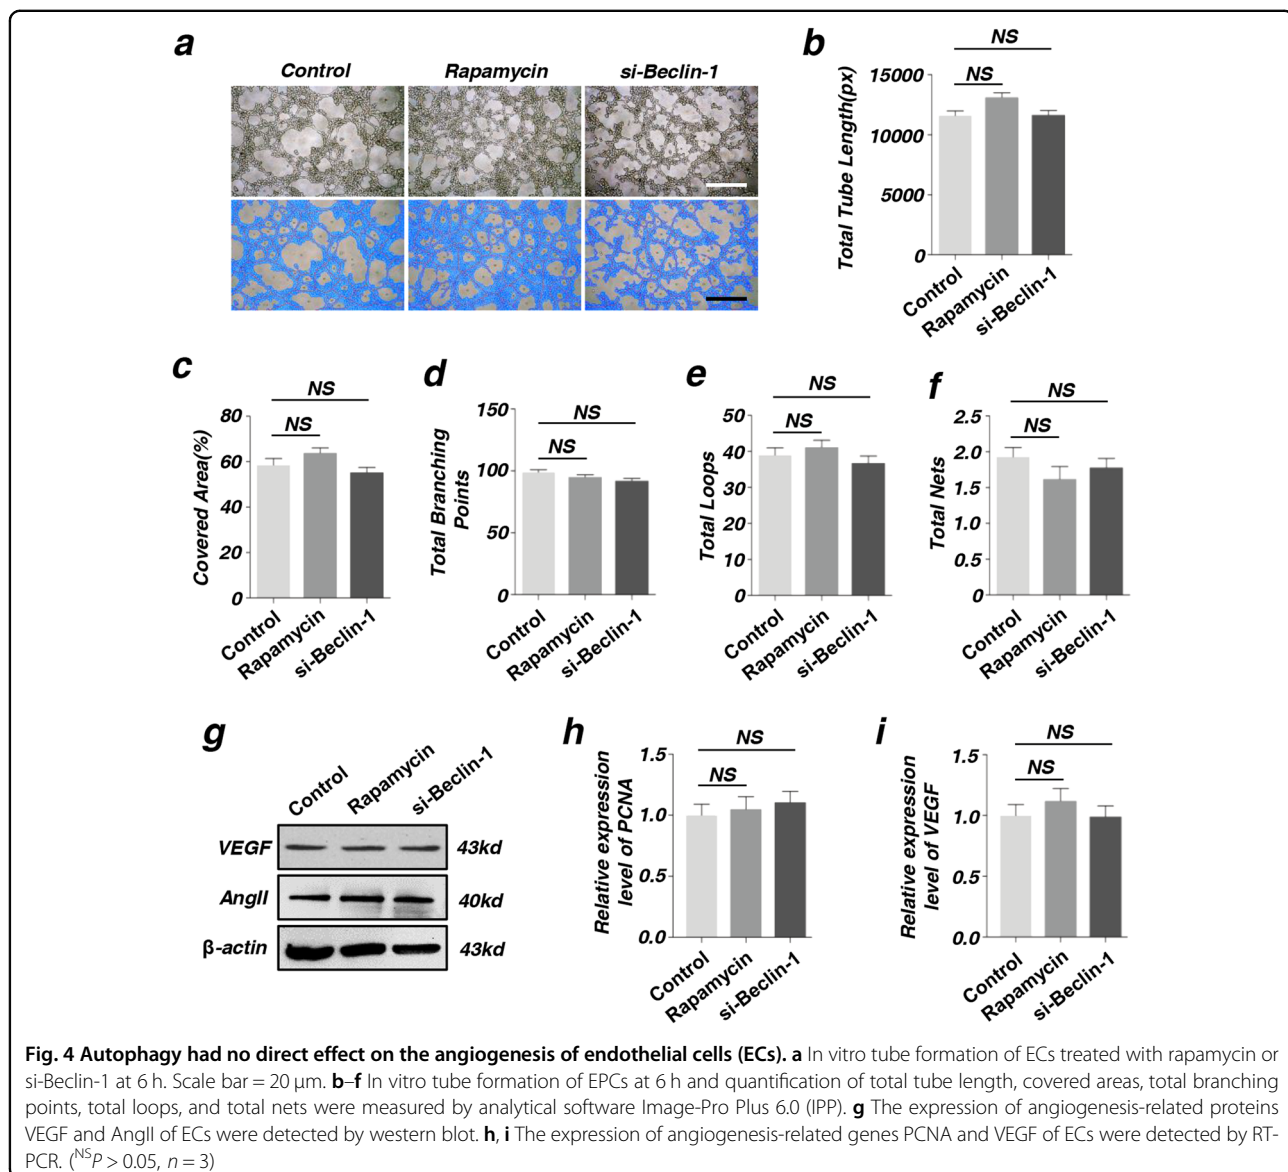 a
Control Rapamycin si-Beclin-1
b
NS
NS
Total Tube Length(px)
15000
10000
5000
0
Control
Rapamycin
si-Beclin-1
c
NS
NS
Covered Area(%)
80
60
40
20
0
Control
Rapamycin
si-Beclin-1
d
NS
NS
Total Branching
Points
150
100
50
0
Control
Rapamycin
si-Beclin-1
e
NS
NS
Total Loops
50
40
30
20
10
0
Control
Rapamycin
si-Beclin-1
f
NS
NS
Total Nets
2.5
2.0
1.5
1.0
0.5
0
Control
Rapamycin
si-Beclin-1
g
Control
Rapamycin
si-Beclin-1
VEGF 43kd
AngII 40kd
β-actin 43kd
h
NS
NS
Relative expression
level of PCNA
1.5
1.0
0.5
0.0
Control
Rapamycin
si-Beclin-1
i
NS
NS
Relative expression
level of VEGF
1.5
1.0
0.5
0.0
Control
Rapamycin
si-Beclin-1
Fig. 4 Autophagy had no direct effect on the angiogenesis of endothelial cells (ECs). a In vitro tube formation of ECs treated with rapamycin or
si-Beclin-1 at 6 h. Scale bar = 20 μm. b–f In vitro tube formation of EPCs at 6 h and quantification of total tube length, covered areas, total branching
points, total loops, and total nets were measured by analytical software Image-Pro Plus 6.0 (IPP). g The expression of angiogenesis-related proteins
VEGF and AngII of ECs were detected by western blot. h, i The expression of angiogenesis-related genes PCNA and VEGF of ECs were detected by RT-
PCR. (NSP > 0.05, n = 3)